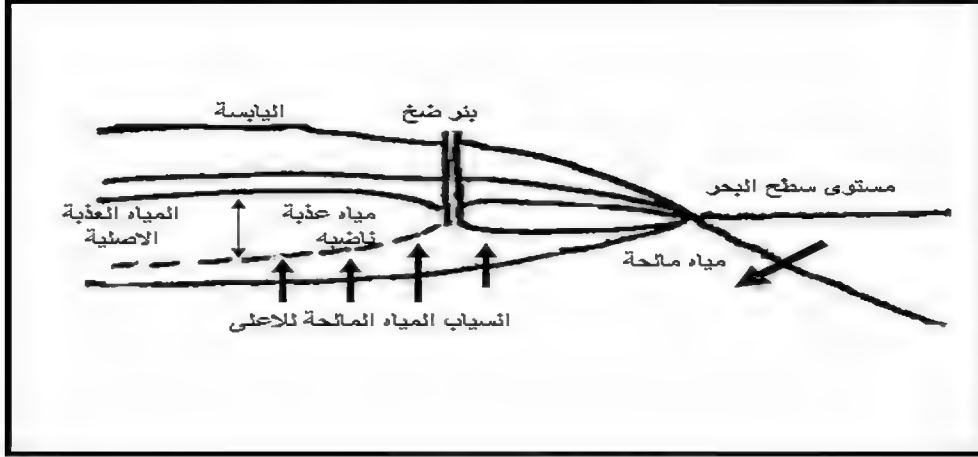 اليابسة
بئر ضخ
مستوى سطح البحر
المياه العذبة
الاصلية
مياه عذبة
ناضبه
مياه مالحة
انسياب المياه المالحة للاعلى